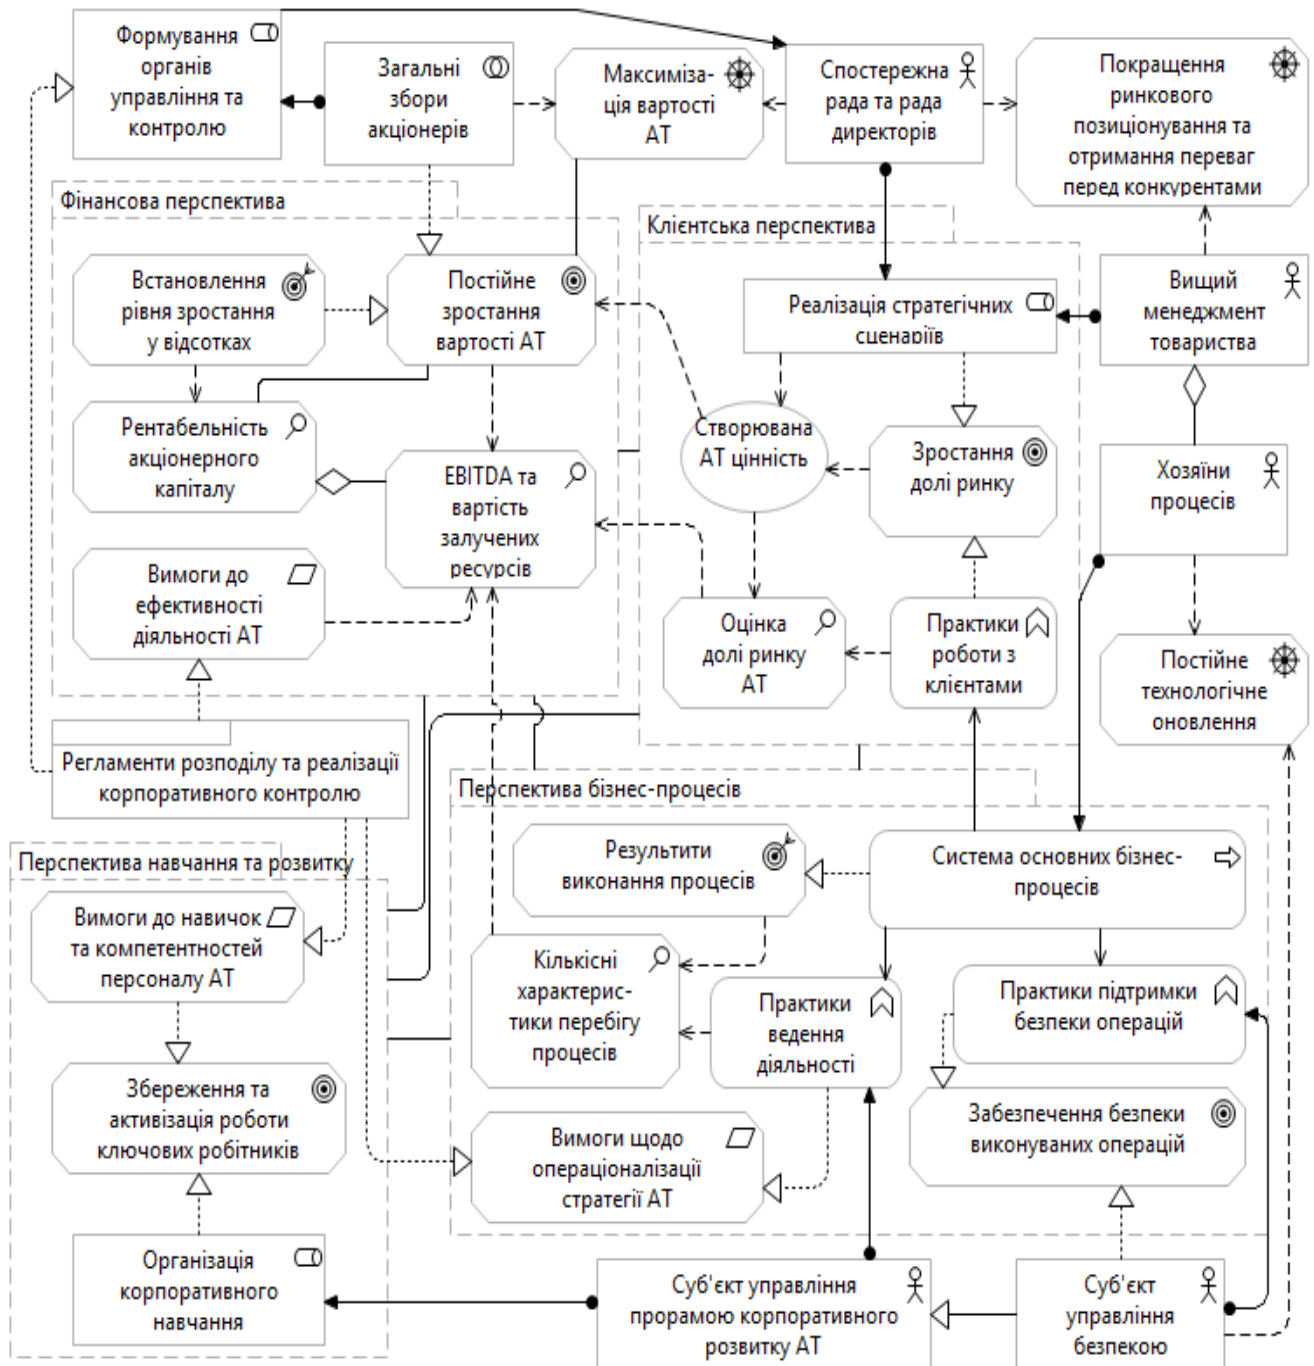 Формування
органів
управління та
контролю
Загальні
збори
акціонерів
Максиміза-
ція вартості
АТ
Спостережна
рада та рада
директорів
Покращення
ринкового
позиціонування та
отримання переваг
перед конкурентами
Фінансова перспектива
Клієнтська перспектива
Встановлення
рівня зростання
у відсотках
Постійне
зростання
вартості АТ
Реалізація стратегічних
сценаріїв
Вищий
менеджмент
товариства
Рентабельність
акціонерного
капіталу
EBITDA та
вартість
залучених
ресурсів
Створювана
АТ цінність
Зростання
долі ринку
Хозяїни
процесів
Вимоги до
ефективності
діяльності АТ
Оцінка
долі ринку
АТ
Практики
роботи з
клієнтами
Постійне
технологічне
оновлення
Регламенти розподілу та реалізації
корпоративного контролю
Перспектива бізнес-процесів
Перспектива навчання та розвитку
Результити
виконання процесів
Система основних бізнес-
процесів
Вимоги до навичок
та компетентностей
персоналу АТ
Кількісні
характерис-
тики перебігу
процесів
Практики
ведення
діяльності
Практики підтримки
безпеки операцій
Збереження та
активізація роботи
ключових робітників
Вимоги щодо
операціоналізації
стратегії АТ
Забезпечення безпеки
виконуваних операцій
Організація
корпоративного
навчання
Суб'єкт управління
прорамою корпоративного
розвитку АТ
Суб'єкт
управління
безпекою